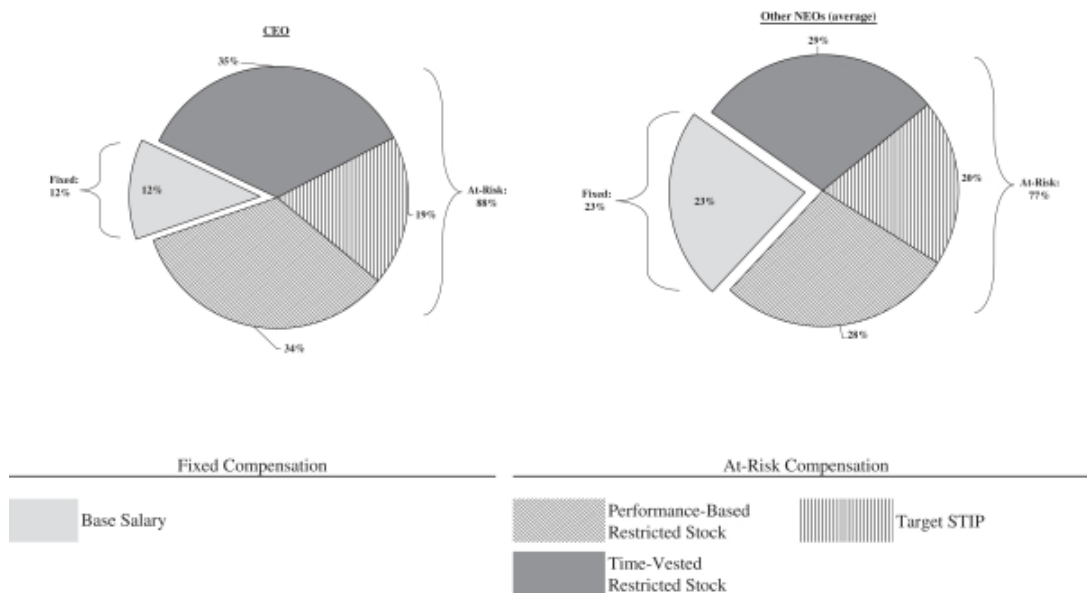 CEO
35%
Fixed:
12%
12%
At-Risk:
88%
19%
34%
Other NEOs (average)
29%
Fixed:
23%
23%
20%
At-Risk:
77%
28%
Fixed Compensation
Base Salary
At-Risk Compensation
Performance-Based
Restricted Stock
Target STIP
Time-Vested
Restricted Stock